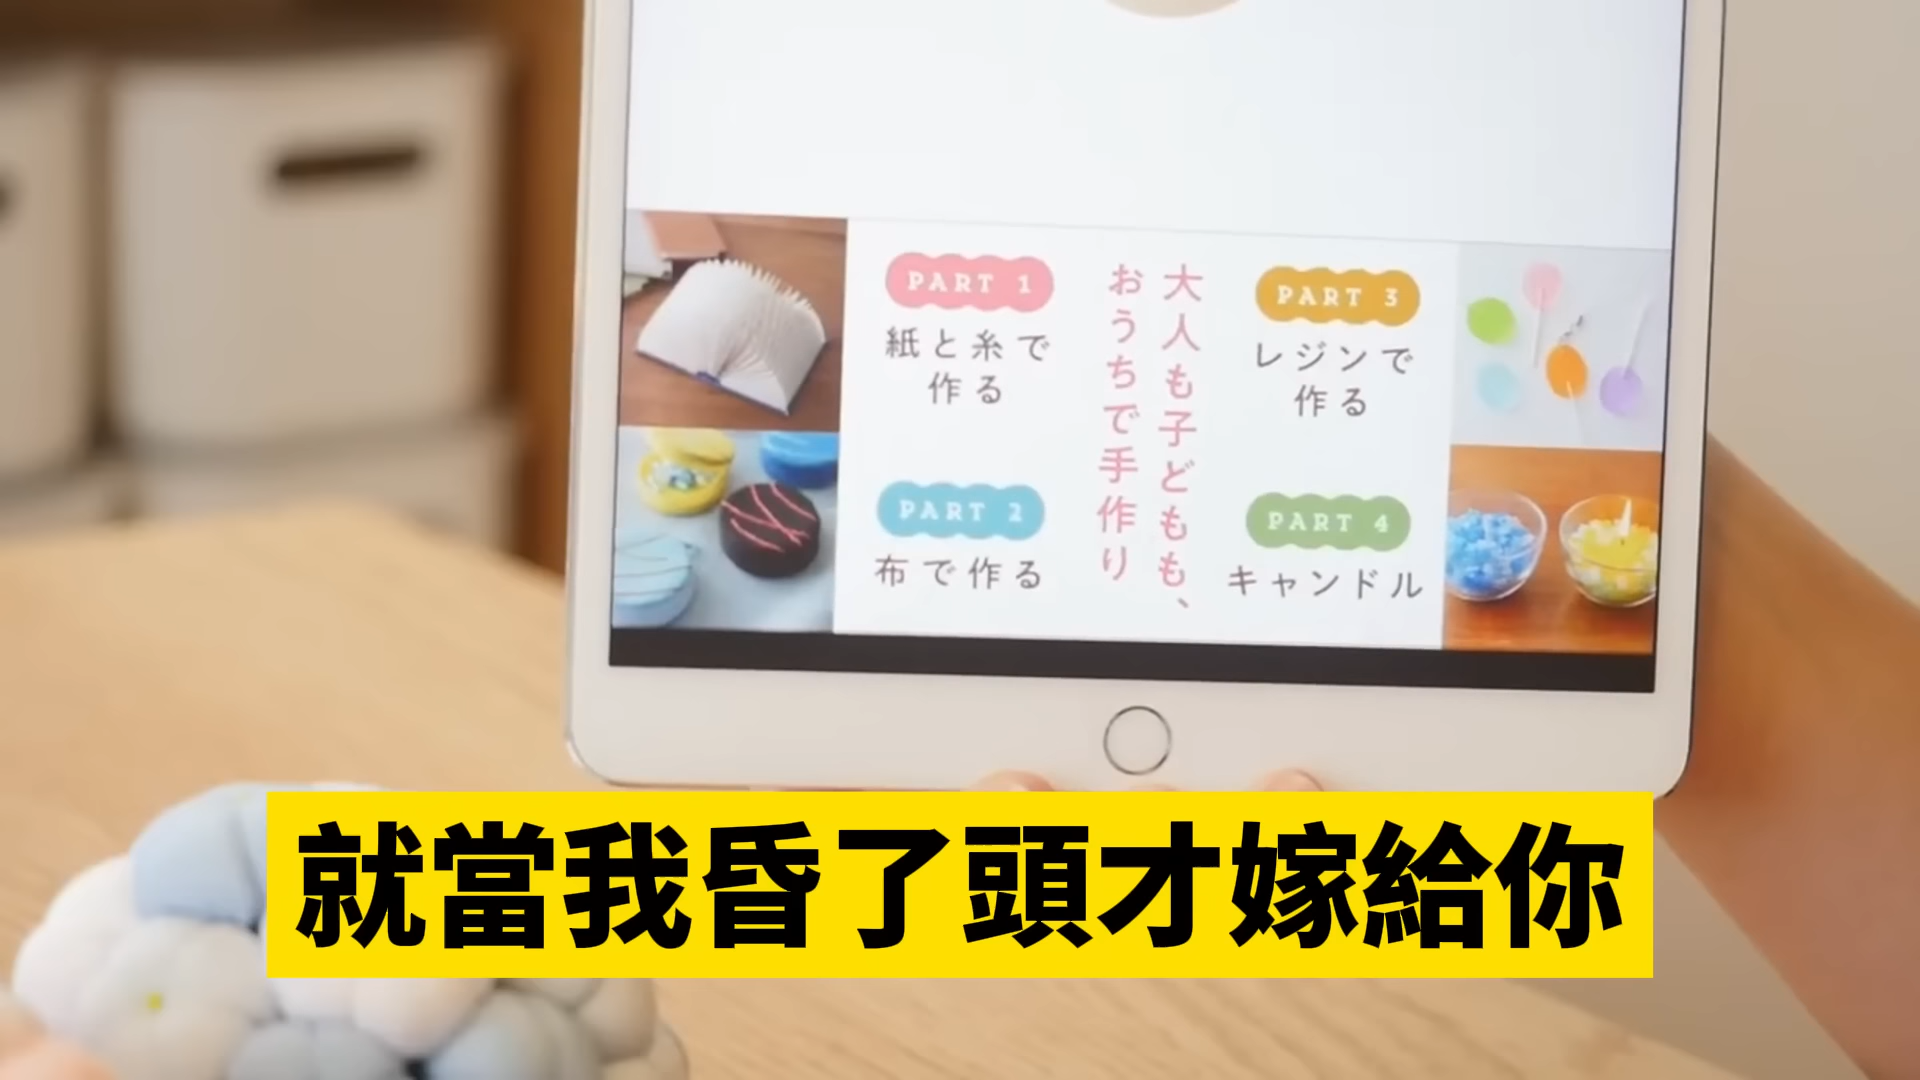 PART 1
紙と糸で
作る
PART 2
布で作る
大人も子どもも、
おうちで手作り
PART 3
レジンで
作る
PART 4
キャンドル
就當我昏了頭才嫁給你